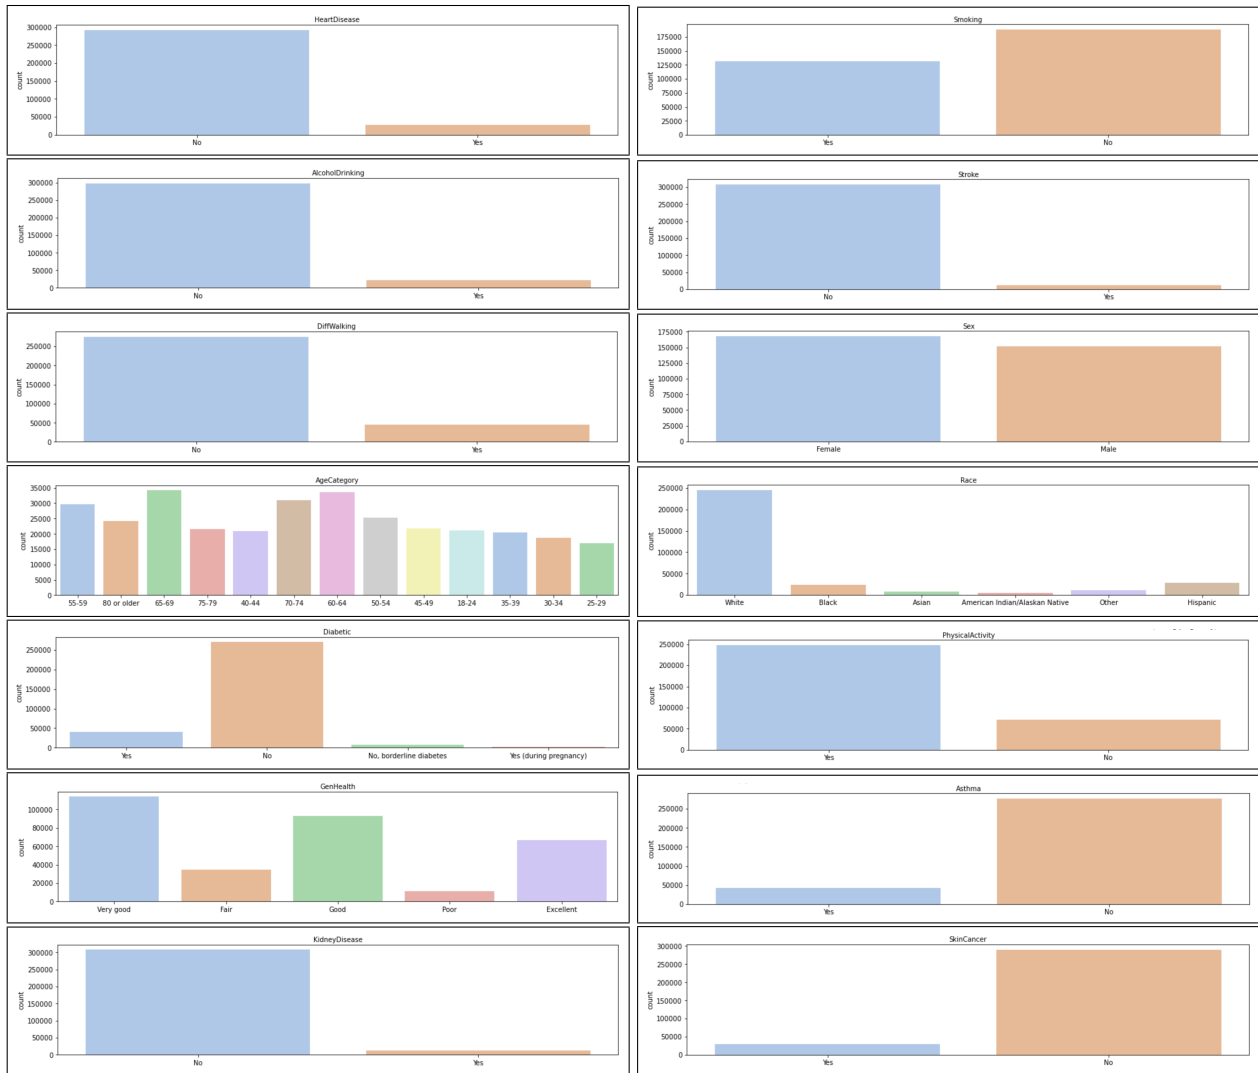 HeartDisease
count
300000
250000
200000
150000
100000
50000
0
No Yes
Smoking
count
175000
150000
125000
100000
75000
50000
25000
0
Yes No
AlcoholDrinking
count
300000
250000
200000
150000
100000
50000
0
No Yes
Stroke
count
300000
250000
200000
150000
100000
50000
0
No Yes
DiffWalking
count
250000
200000
150000
100000
50000
0
No Yes
Sex
count
175000
150000
125000
100000
75000
50000
25000
0
Female Male
AgeCategory
count
35000
30000
25000
20000
15000
10000
5000
0
55-59 80 or older 65-69 75-79 40-44 70-74 60-64 50-54 45-49 18-24 35-39 30-34 25-29
Race
count
250000
200000
150000
100000
50000
0
White Black Asian American Indian/Alaskan Native Other Hispanic
Diabetic
count
250000
200000
150000
100000
50000
0
Yes No No, borderline diabetes Yes (during pregnancy)
PhysicalActivity
count
250000
200000
150000
100000
50000
0
Yes No
GenHealth
count
100000
80000
60000
40000
20000
0
Very good Fair Good Poor Excellent
Asthma
count
250000
200000
150000
100000
50000
0
Yes No
KidneyDisease
count
300000
250000
200000
150000
100000
50000
0
No Yes
SkinCancer
count
300000
250000
200000
150000
100000
50000
0
Yes No